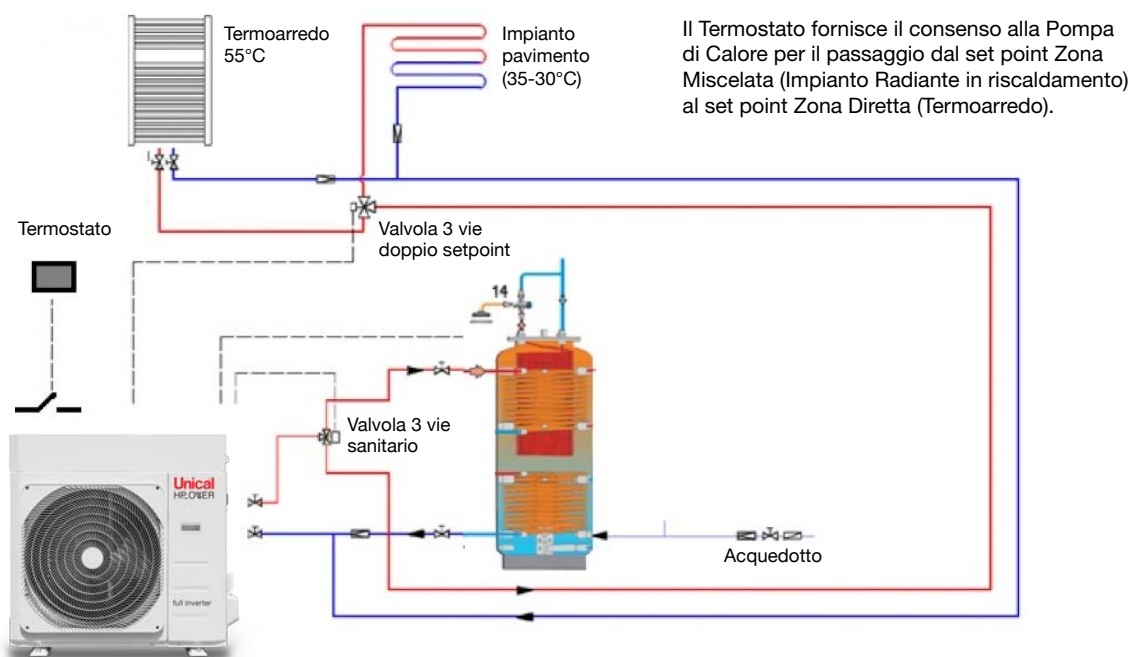 Termoarredo
55°C
Impianto
pavimento
(35-30°C)
Il Termostato fornisce il consenso alla Pompa
di Calore per il passaggio dal set point Zona
Miscelata (Impianto Radiante in riscaldamento)
al set point Zona Diretta (Termoarredo).
Termostato
Valvola 3 vie
doppio setpoint
14
Valvola 3 vie
sanitario
Unical
HP_OWER
full inverter
Acquedotto